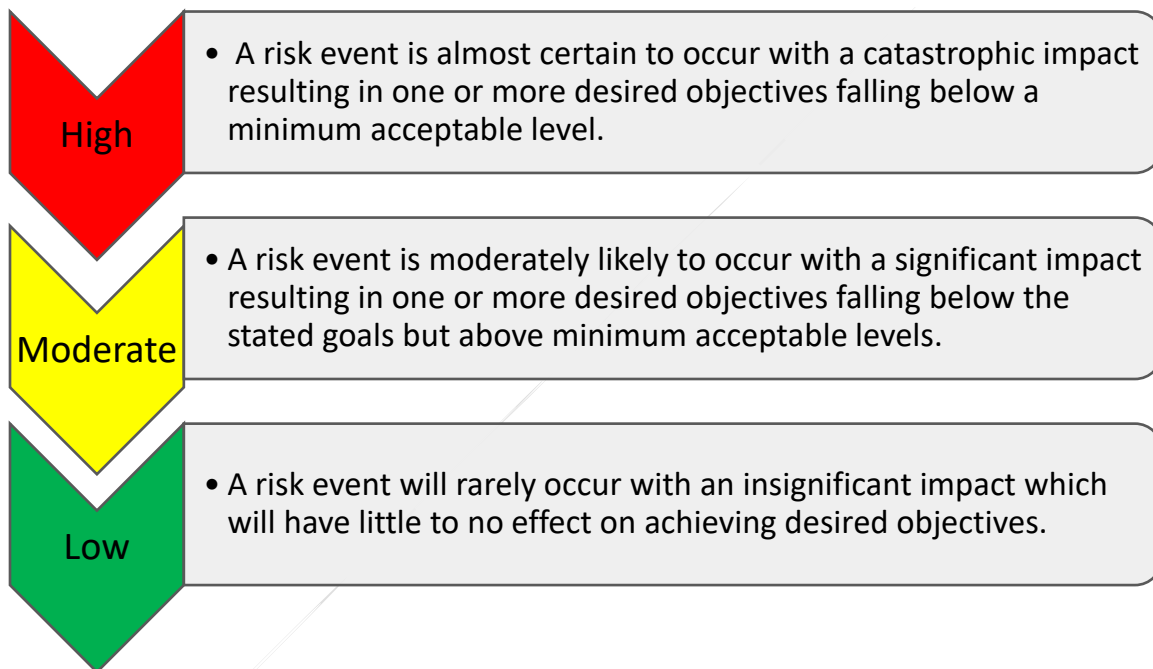 High
• A risk event is almost certain to occur with a catastrophic impact
resulting in one or more desired objectives falling below a
minimum acceptable level.
Moderate
• A risk event is moderately likely to occur with a significant impact
resulting in one or more desired objectives falling below the
stated goals but above minimum acceptable levels.
Low
• A risk event will rarely occur with an insignificant impact which
will have little to no effect on achieving desired objectives.